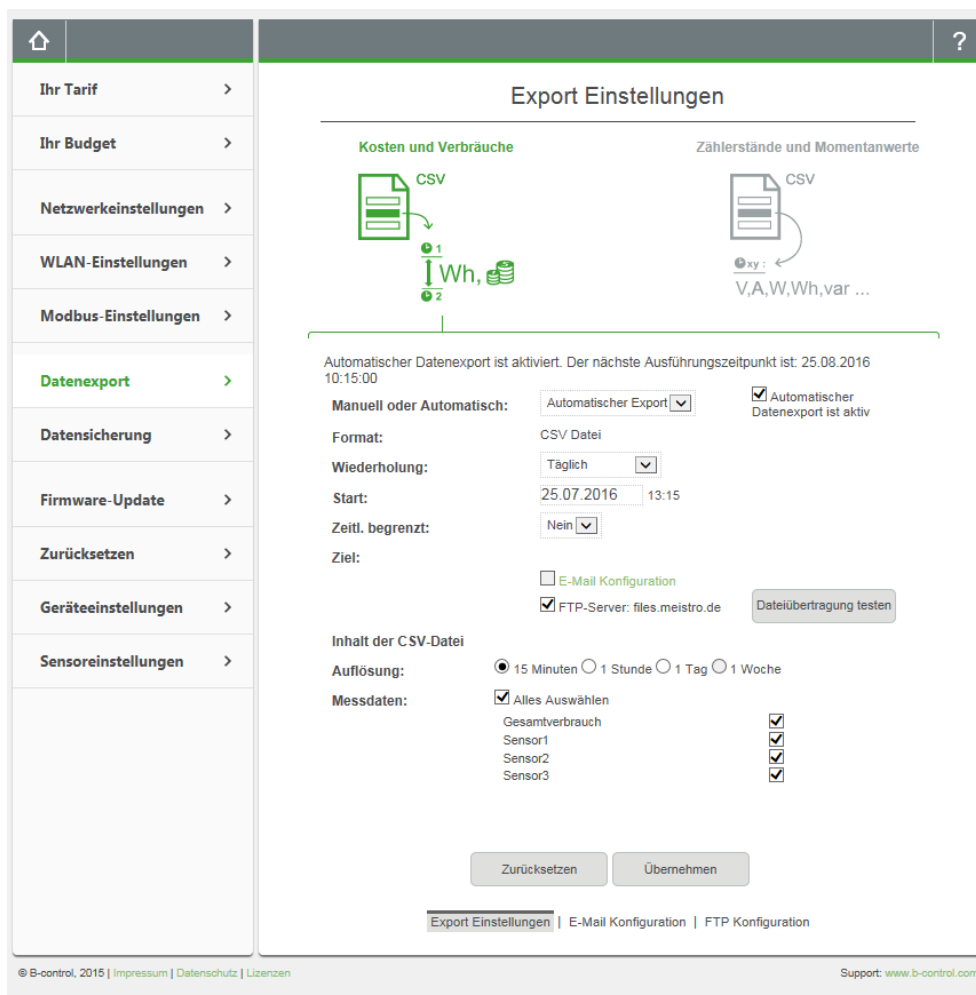 ?
Ihr Tarif
Ihr Budget
Netzwerkeinstellungen
WLAN-Einstellungen
Modbus-Einstellungen
Datenexport
Datensicherung
Firmware-Update
Zurücksetzen
Geräteeinstellungen
Sensoreinstellungen
Export Einstellungen
Kosten und Verbräuche
CSV
1
Wh,
2
Zählerstände und Momentanwerte
CSV
xy :
V,A,W,Wh,var ...
Automatischer Datenexport ist aktiviert. Der nächste Ausführungszeitpunkt ist: 25.08.2016
10:15:00
Manuell oder Automatisch: Automatischer Export
Automatischer
Datenexport ist aktiv
Format: CSV Datei
Wiederholung: Täglich
Start: 25.07.2016 13:15
Zeitl. begrenzt: Nein
Ziel:
E-Mail Konfiguration
FTP-Server: files.meistro.de Dateiübertragung testen
Inhalt der CSV-Datei
Auflösung: 15 Minuten 1 Stunde 1 Tag 1 Woche
Messdaten: Alles Auswählen
Gesamtverbrauch
Sensor1
Sensor2
Sensor3
Zurücksetzen Übernehmen
Export Einstellungen | E-Mail Konfiguration | FTP Konfiguration
© B-control, 2015 | Impressum | Datenschutz | Lizenzen
Support: www.b-control.com